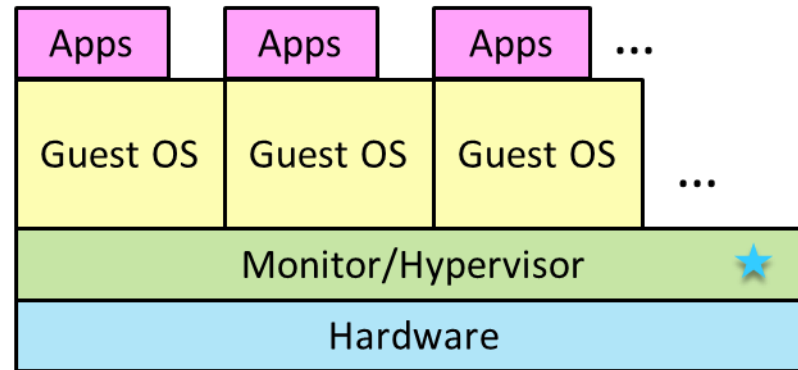 Apps Apps Apps ...
Guest OS Guest OS Guest OS ...
Monitor/Hypervisor
Hardware